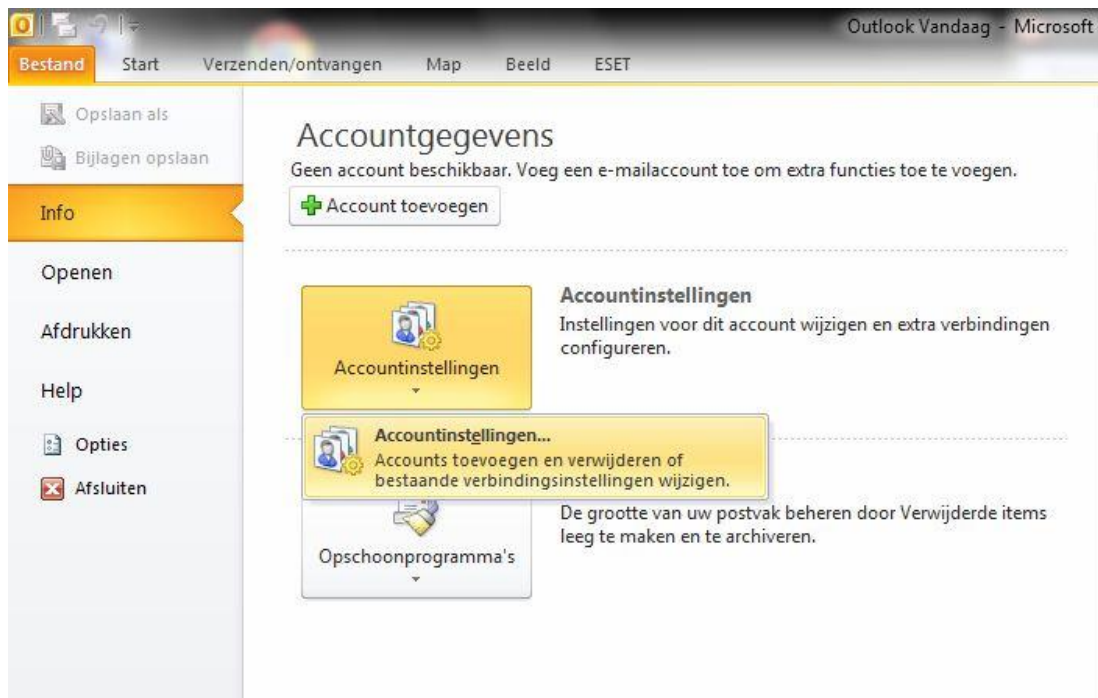 Outlook Vandaag - Microsoft
Bestand Start Verzenden/ontvangen Map Beeld ESET
Opslaan als
Bijlagen opslaan
Info
Openen
Afdrukken
Help
Opties
Afsluiten
Accountgegevens
Geen account beschikbaar. Voeg een e-mailaccount toe om extra functies toe te voegen.
Account toevoegen
Accountinstellingen
Accountinstellingen
Instellingen voor dit account wijzigen en extra verbindingen
configureren.
Accountinstellingen...
Accounts toevoegen en verwijderen of
bestaande verbindingsinstellingen wijzigen.
Opschoonprogramma's
De grootte van uw postvak beheren door Verwijderde items
leeg te maken en te archiveren.